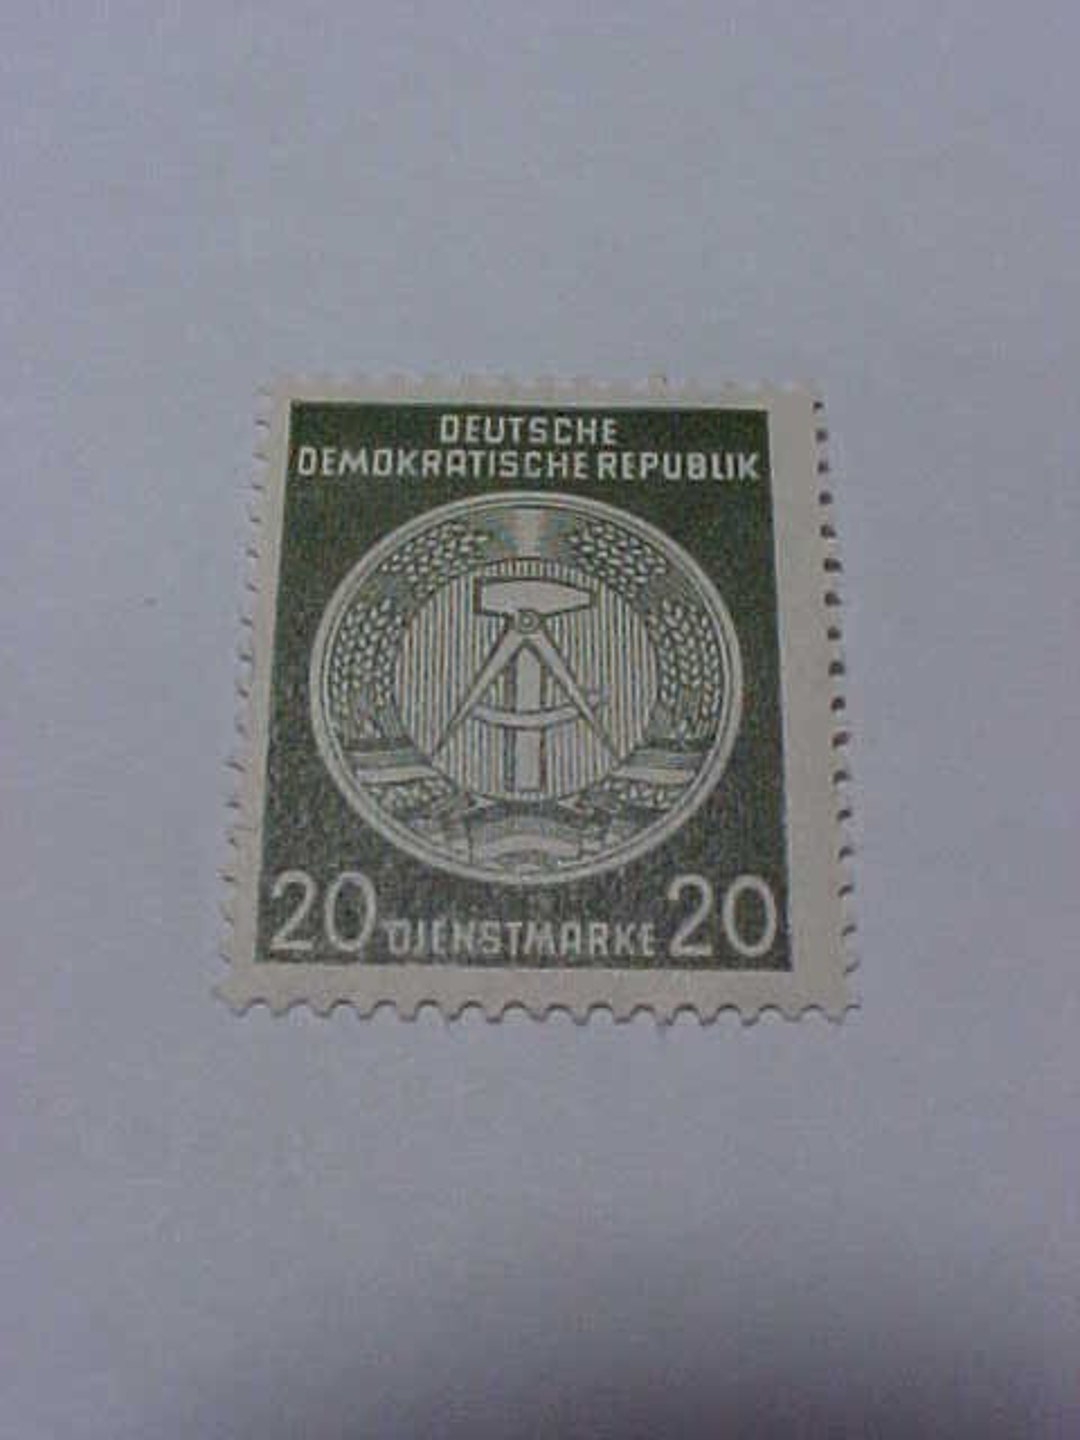 DEUTSCHE
DEMOKRATISCHE REPUBLIK
20 DIENSTMARKE 20